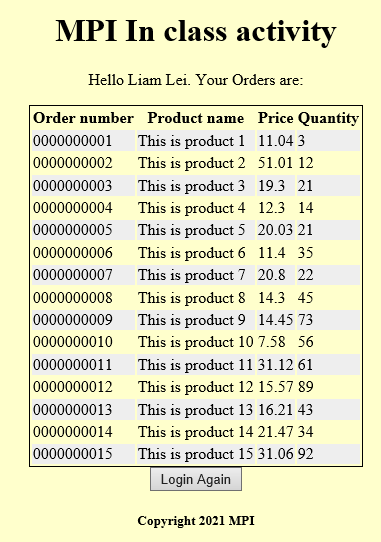 MPI In class activity
Hello Liam Lei. Your Orders are:
Order number Product name Price Quantity
0000000001 This is product 1 11.04 3
0000000002 This is product 2 51.01 12
0000000003 This is product 3 19.3 21
0000000004 This is product 4 12.3 14
0000000005 This is product 5 20.03 21
0000000006 This is product 6 11.4 35
0000000007 This is product 7 20.8 22
0000000008 This is product 8 14.3 45
0000000009 This is product 9 14.45 73
0000000010 This is product 10 7.58 56
0000000011 This is product 11 31.12 61
0000000012 This is product 12 15.57 89
0000000013 This is product 13 16.21 43
0000000014 This is product 14 21.47 34
0000000015 This is product 15 31.06 92
Login Again
Copyright 2021 MPI